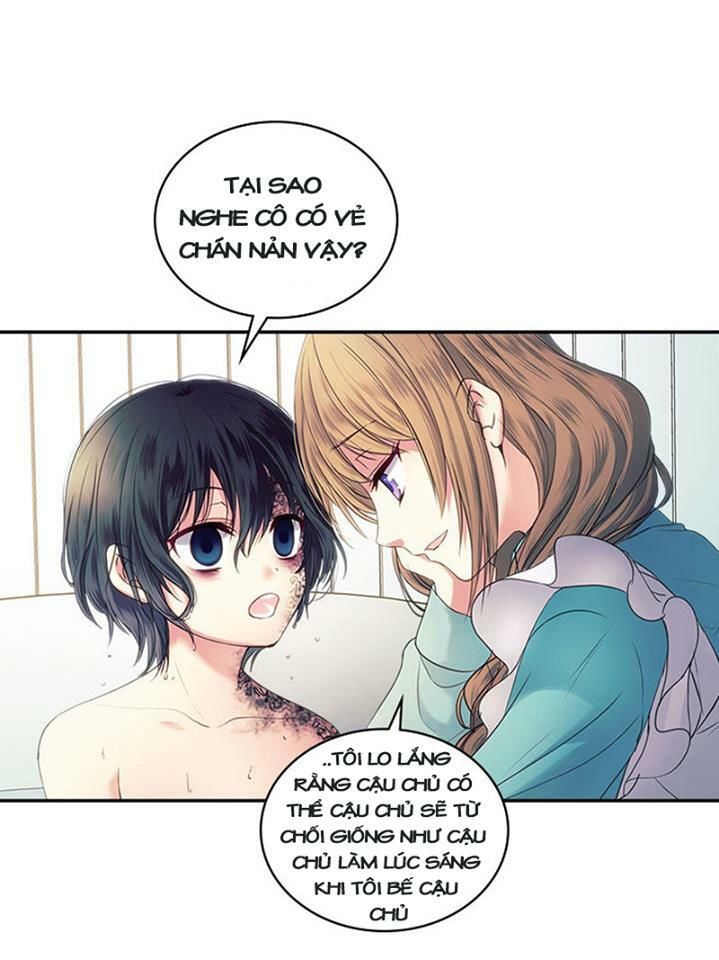 TẠI SAO
NGHE CÔ CÓ VẺ
CHÁN NẢN VẬY?
..TÔI LO LẮNG
RẰNG CẬU CHỦ CÓ
THỂ CẬU CHỦ SẼ TỪ
CHỐI GIỐNG NHƯ CẬU
CHỦ LÀM LÚC SÁNG
KHI TÔI BẾ CẬU
CHỦ